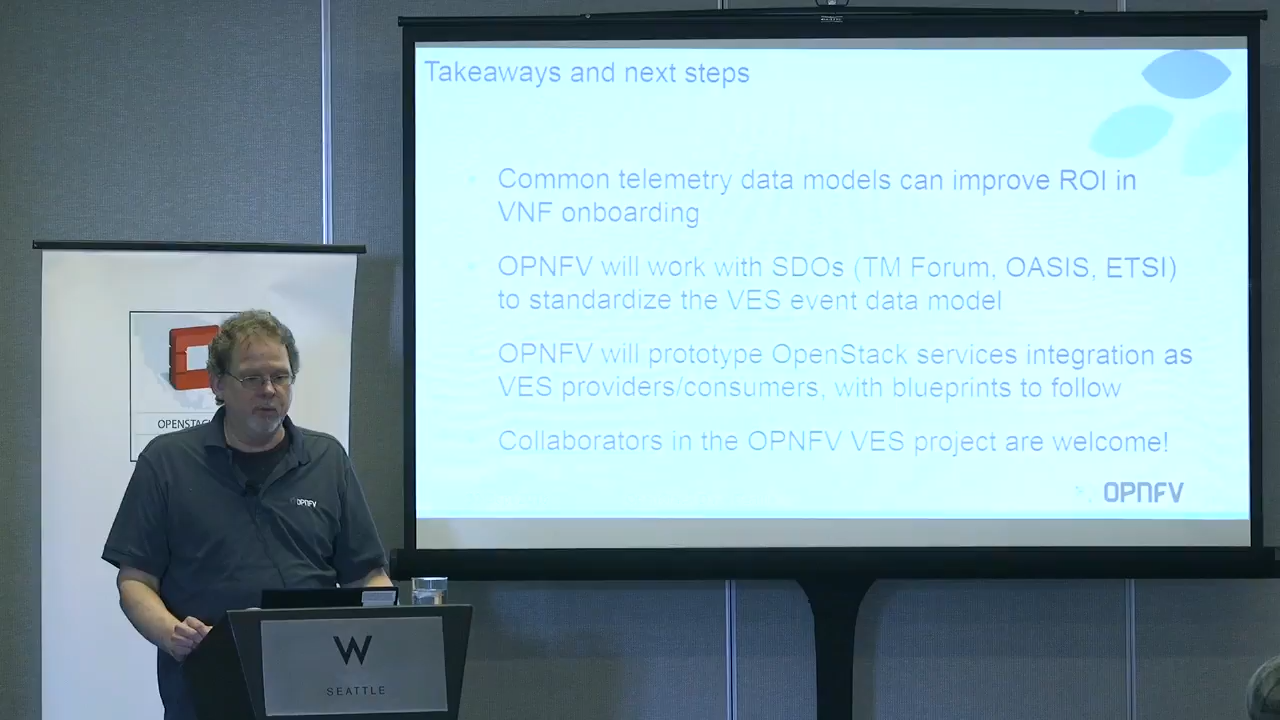 Takeaways and next steps
Common telemetry data models can improve ROI in
VNF onboarding
OPNFV will work with SDOs (TM Forum, OASIS, ETSI)
to standardize the VES event data model
OPNFV will prototype OpenStack services integration as
VES providers/consumers, with blueprints to follow
Collaborators in the OPNFV VES project are welcome!
OPNFV
OPNFV
W
SEATTLE